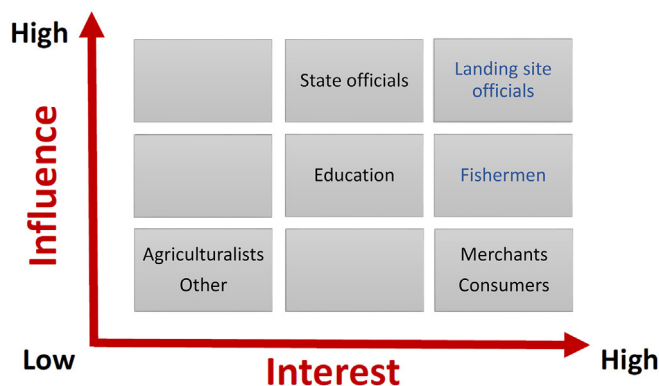 High
Influence
State officials
Landing site
officials
Education
Fishermen
Agriculturalists
Other
Merchants
Consumers
Low
Interest
High